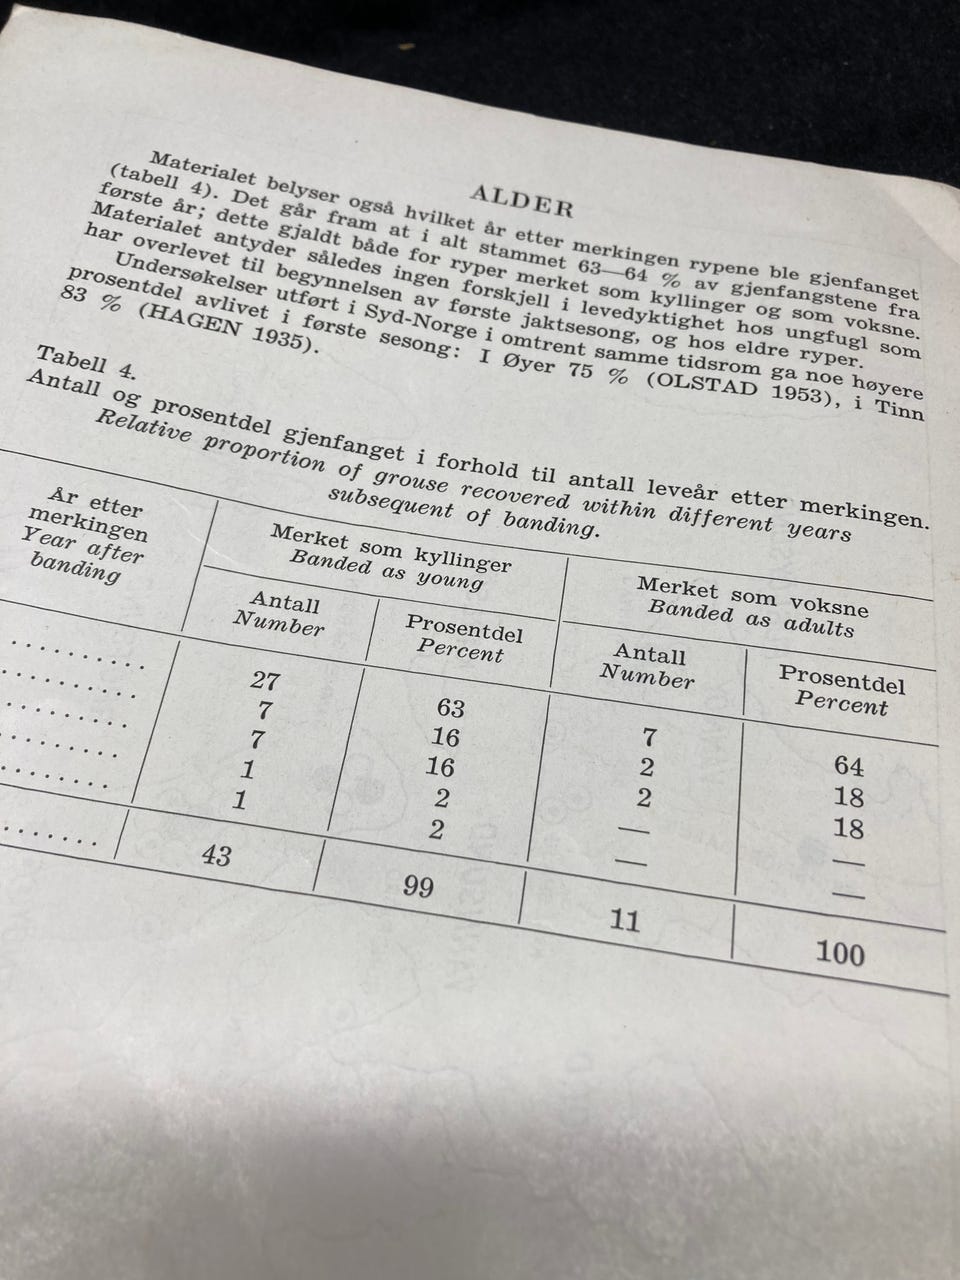 ALDER
Materialet belyser også hvilket år etter merkingen rypene ble gjenfanget
(tabell 4). Det går fram at i alt stammet 63—64 % av gjenfangstene fra
første år; dette gjaldt både for ryper merket som kyllinger og som voksne.
Materialet antyder således ingen forskjell i levedyktighet hos ungfugl som
har overlevet til begynnelsen av første jaktsesong, og hos eldre ryper.
Undersøkelser utført i Syd-Norge i omtrent samme tidsrom ga noe høyere
prosentdel avlivet i første sesong: I Øyer 75 % (OLSTAD 1953), i Tinn
83 % (HAGEN 1935).
Tabell 4.
Antall og prosentdel gjenfanget i forhold til antall leveår etter merkingen.
Relative proportion of grouse recovered within different years
subsequent of banding.
År etter
merkingen
Year after
banding
Merket som kyllinger
Banded as young
Merket som voksne
Banded as adults
Antall
Number
Prosentdel
Percent
Antall
Number
Prosentdel
Percent
.......... 27 63 7 64
.......... 7 16 2 18
.......... 7 16 2 18
.......... 1 2 — —
.......... 1 2 — —
....... 43 99 11 100